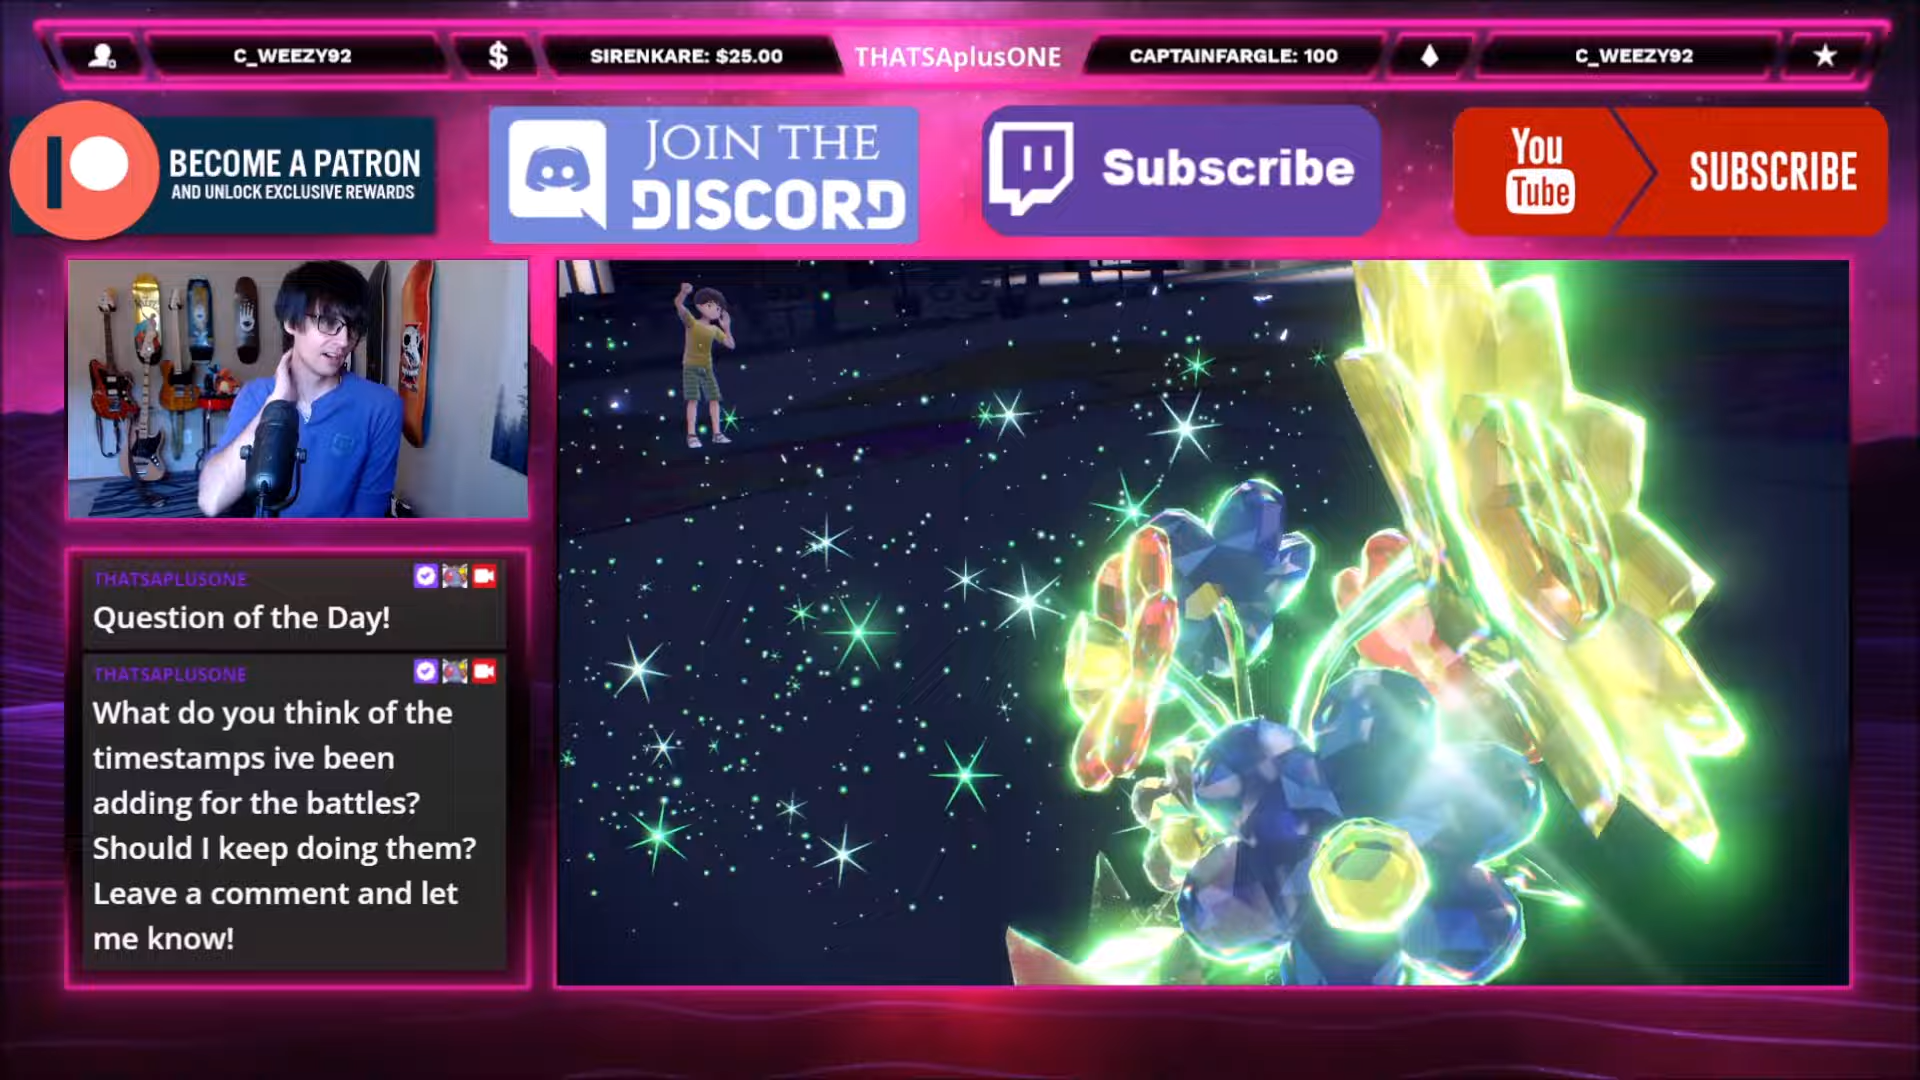 C_WEEZY92
$
SIRENKARE: $25.00
THATSAplusONE
CAPTAINFARGLE: 100
C_WEEZY92
BECOME A PATRON
AND UNLOCK EXCLUSIVE REWARDS
JOIN THE
DISCORD
Subscribe
You
Tube
SUBSCRIBE
THATSAPLUSONE
Question of the Day!
THATSAPLUSONE
What do you think of the
timestamps ive been
adding for the battles?
Should I keep doing them?
Leave a comment and let
me know!